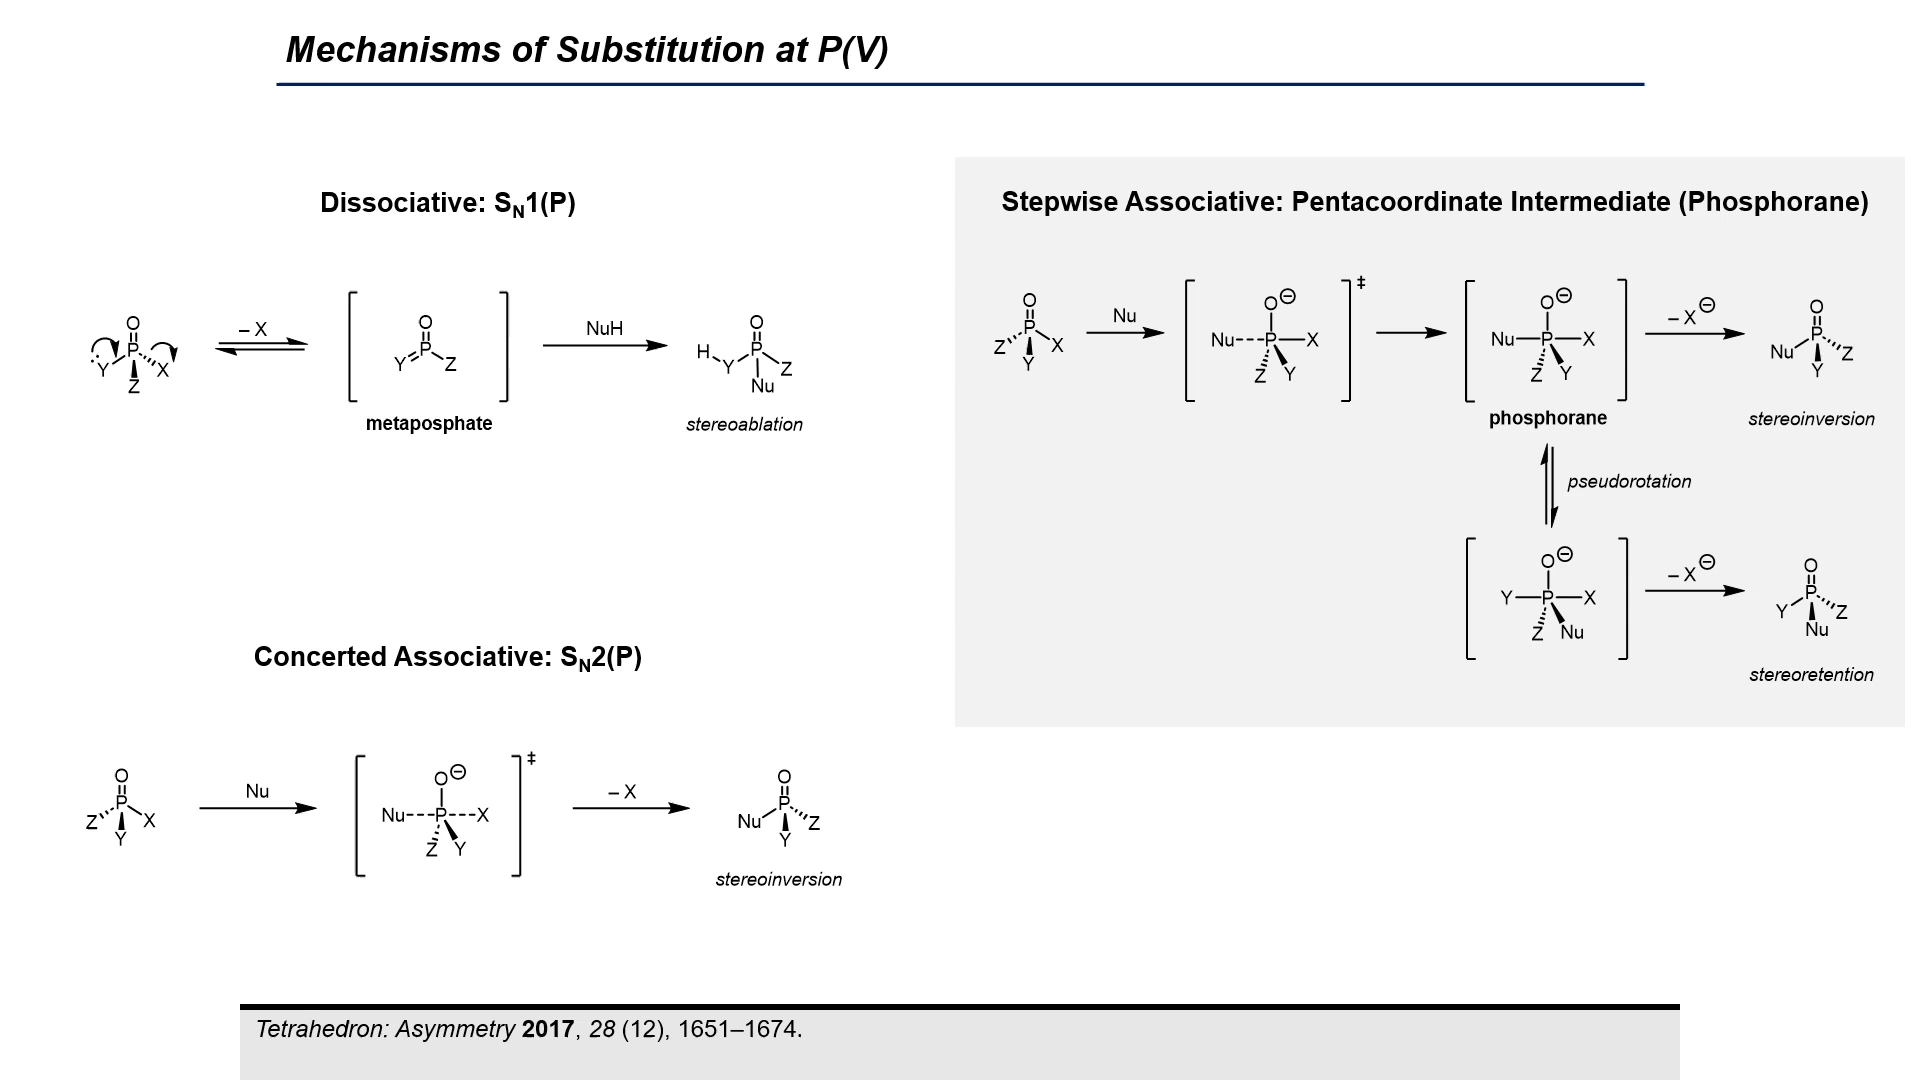 Mechanisms of Substitution at P(V)
Dissociative: SN1(P)
O
P
Y
X
Z
– X
O
P
Y
Z
metaposphate
NuH
O
H
P
Y
Z
Nu
stereoablation
Concerted Associative: SN2(P)
O
P
Z
X
Y
Nu
O⊖
Nu---P---X
Z Y
‡
– X
O
P
Nu
Z
Y
stereoinversion
Stepwise Associative: Pentacoordinate Intermediate (Phosphorane)
O
P
Z
X
Y
Nu
O⊖
Nu---P—X
Z Y
‡
O⊖
Nu—P—X
Z Y
phosphorane
– X⊖
O
P
Nu
Z
Y
stereoinversion
pseudorotation
O⊖
Y—P—X
Z Nu
– X⊖
O
P
Y
Z
Nu
stereoretention
Tetrahedron: Asymmetry 2017, 28 (12), 1651–1674.